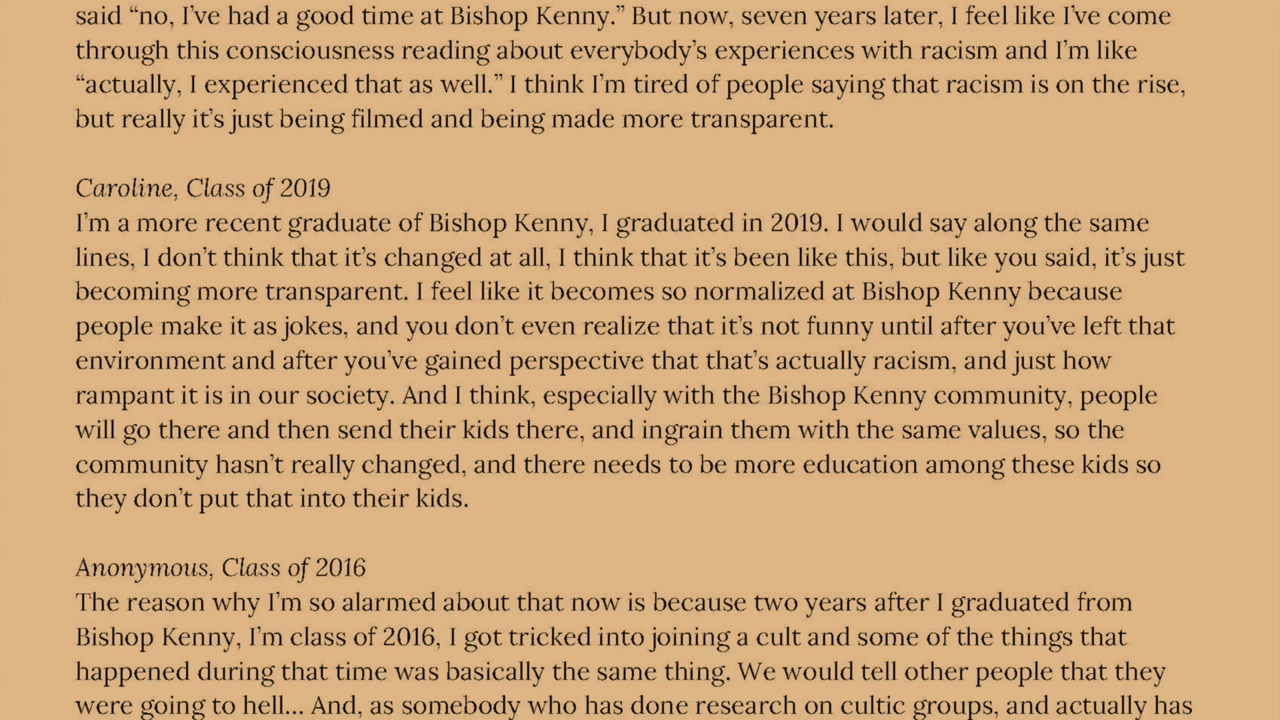 said “no, I’ve had a good time at Bishop Kenny.” But now, seven years later, I feel like I’ve come
through this consciousness reading about everybody’s experiences with racism and I’m like
“actually, I experienced that as well.” I think I’m tired of people saying that racism is on the rise,
but really it’s just being filmed and being made more transparent.
Caroline, Class of 2019
I’m a more recent graduate of Bishop Kenny, I graduated in 2019. I would say along the same
lines, I don’t think that it’s changed at all, I think that it’s been like this, but like you said, it’s just
becoming more transparent. I feel like it becomes so normalized at Bishop Kenny because
people make it as jokes, and you don’t even realize that it’s not funny until after you’ve left that
environment and after you’ve gained perspective that that’s actually racism, and just how
rampant it is in our society. And I think, especially with the Bishop Kenny community, people
will go there and then send their kids there, and ingrain them with the same values, so the
community hasn’t really changed, and there needs to be more education among these kids so
they don’t put that into their kids.
Anonymous, Class of 2016
The reason why I’m so alarmed about that now is because two years after I graduated from
Bishop Kenny, I’m class of 2016, I got tricked into joining a cult and some of the things that
happened during that time was basically the same thing. We would tell other people that they
were going to hell... And, as somebody who has done research on cultic groups, and actually has